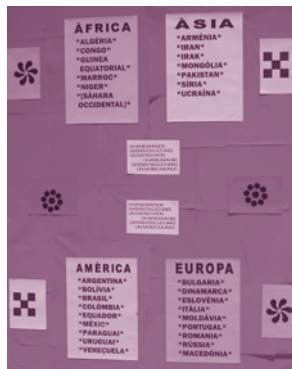 ÀFRICA
*ALGÈRIA*
*CONGO*
*GUINEA
EQUATORIAL*
*MARROC*
*NIGER*
*[SÀHARA
OCCIDENTAL]*
ÀSIA
*ARMÈNIA*
*IRAN*
*IRAK*
*MONGÒLIA*
*PAKISTAN*
*SÍRIA*
*UCRAÏNA*
AMÈRICA
*ARGENTINA*
*BOLÍVIA*
*BRASIL*
*COLÒMBIA*
*EQUADOR*
*MÈXIC*
*PARAGUAI*
*URUGUAI*
*VENEÇUELA*
EUROPA
*BULGARIA*
*DINAMARCA*
*ESLOVÈNIA*
*ITÀLIA*
*MOLDÀVIA*
*PORTUGAL*
*ROMANIA*
*RÚSSIA*
*MACEDÒNIA*